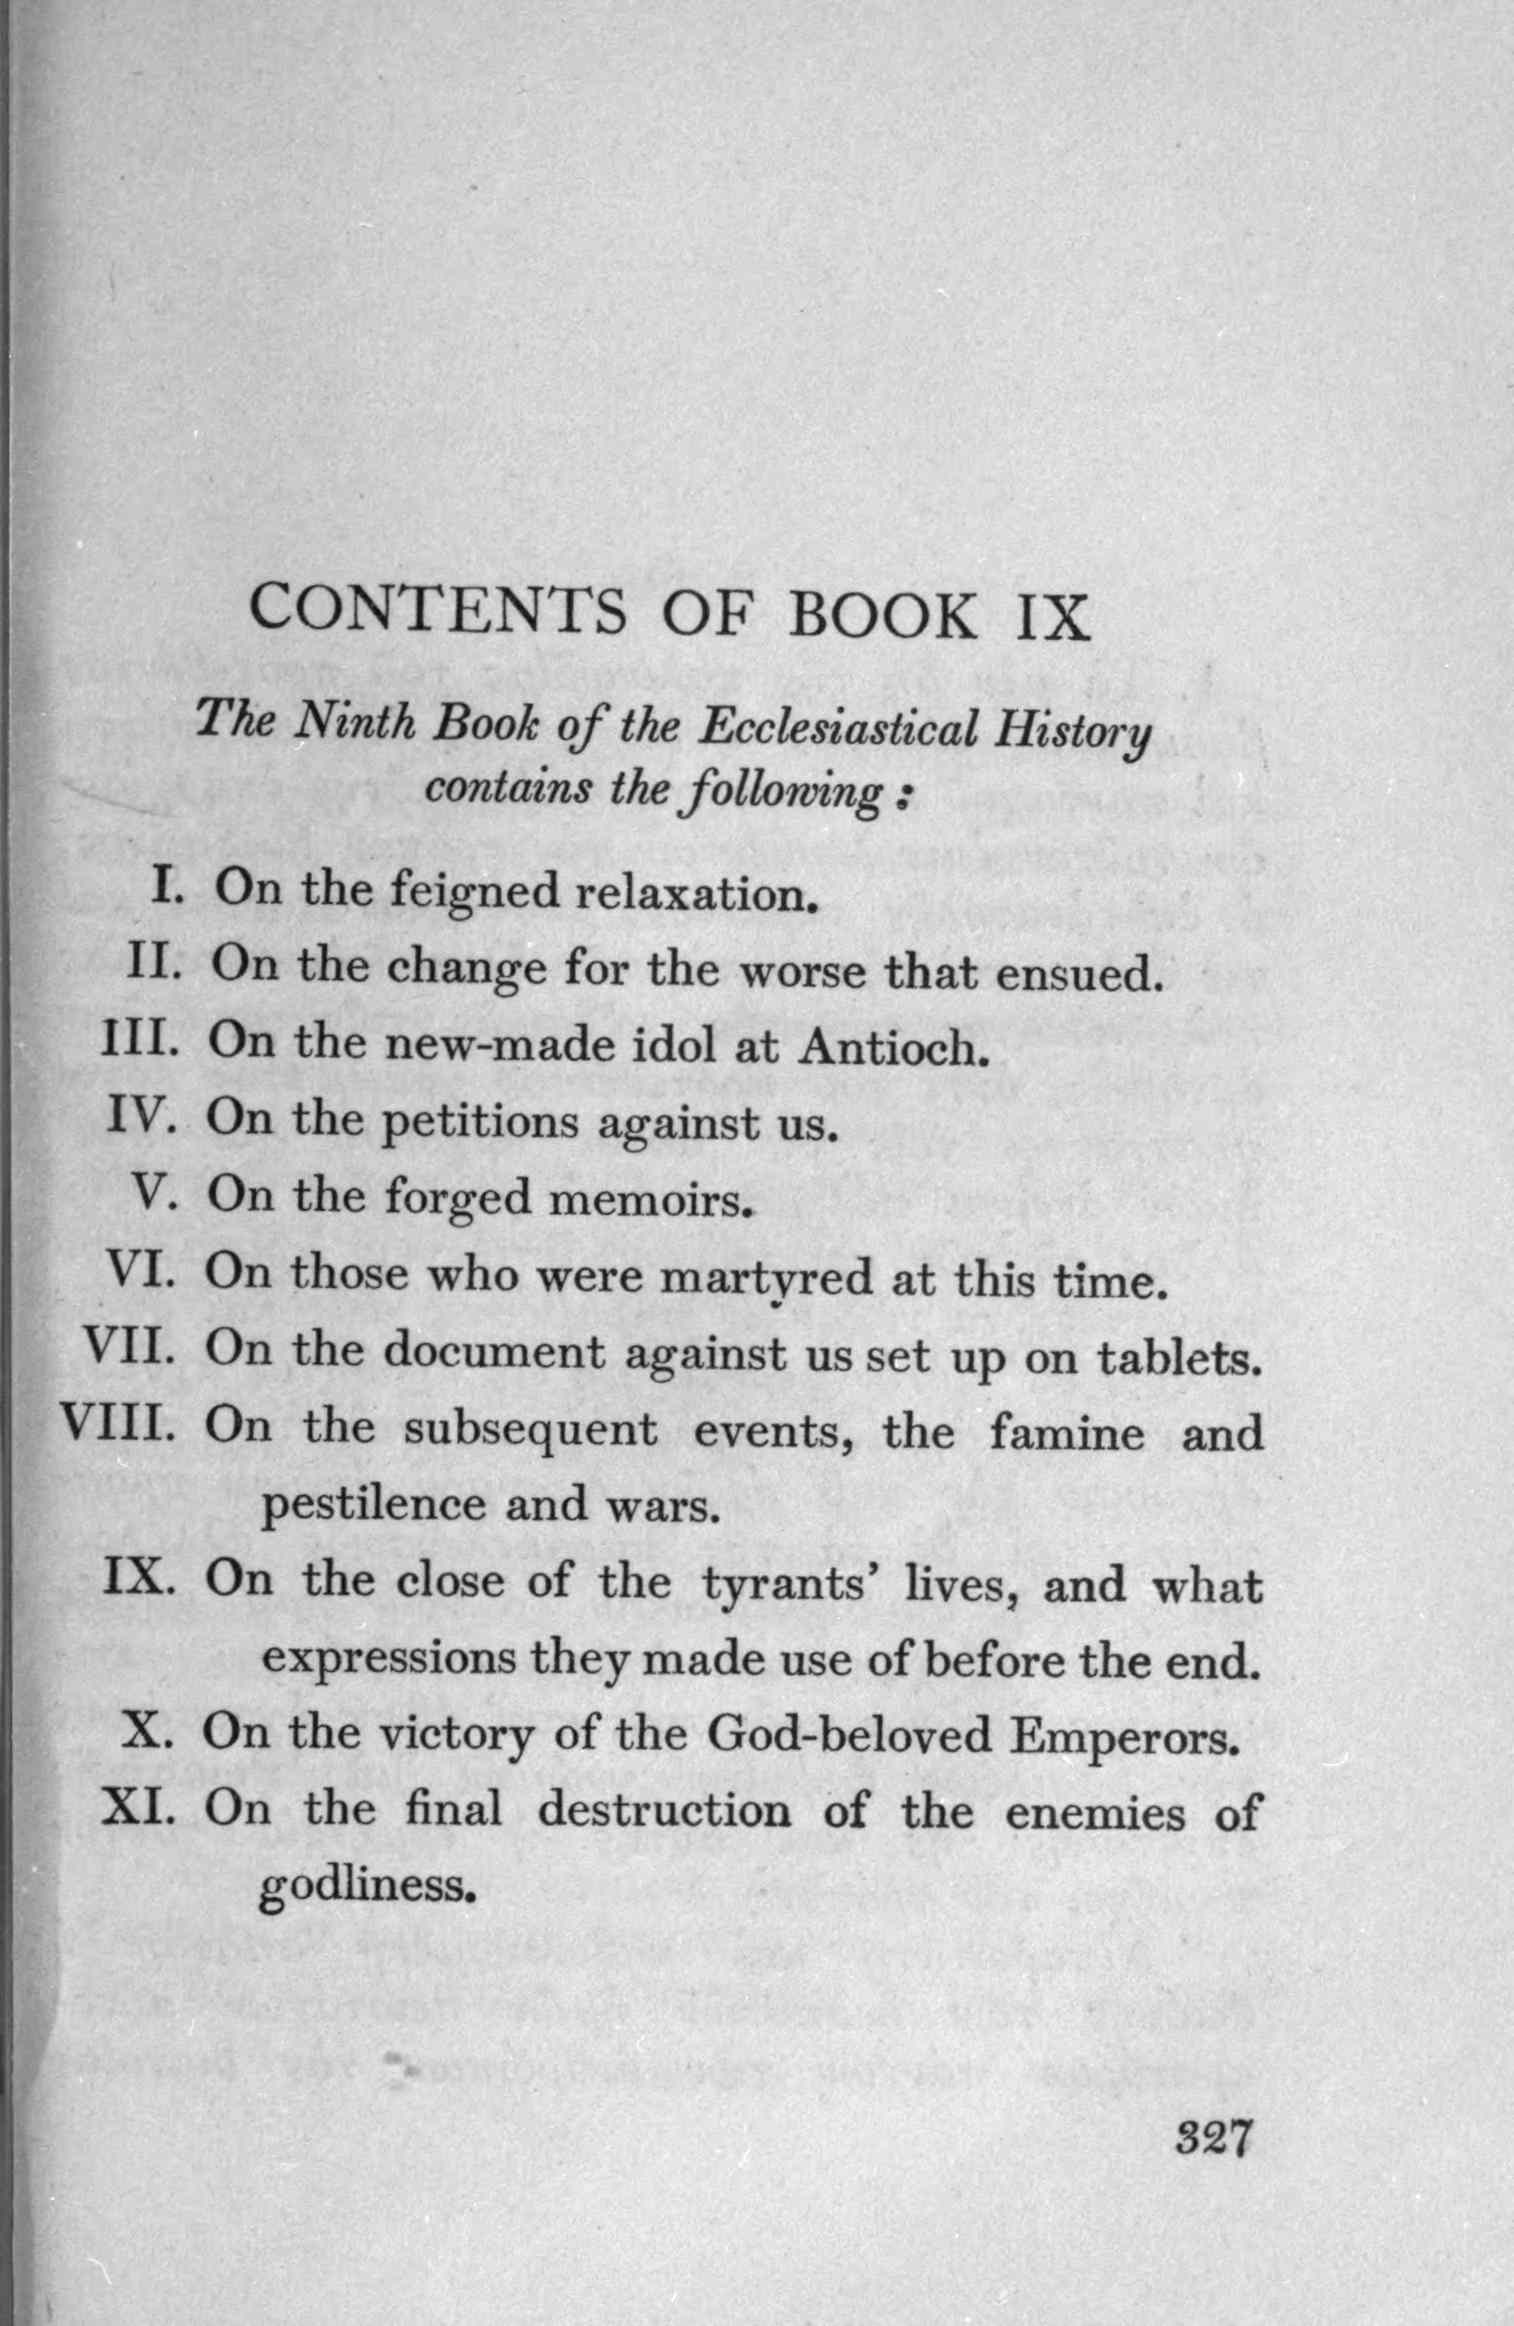 CONTENTS OF BOOK IX
The Ninth Book of the Ecclesiastical History
contains the following :
I. On the feigned relaxation.
II. On the change for the worse that ensued.
III. On the new-made idol at Antioch.
IV. On the petitions against us.
V. On the forged memoirs.
VI. On those who were martyred at this time.
VII. On the document against us set up on tablets.
VIII. On the subsequent events, the famine and
pestilence and wars.
IX. On the close of the tyrants’ lives, and what
expressions they made use of before the end.
X. On the victory of the God-beloved Emperors.
XI. On the final destruction of the enemies of
godliness.
327